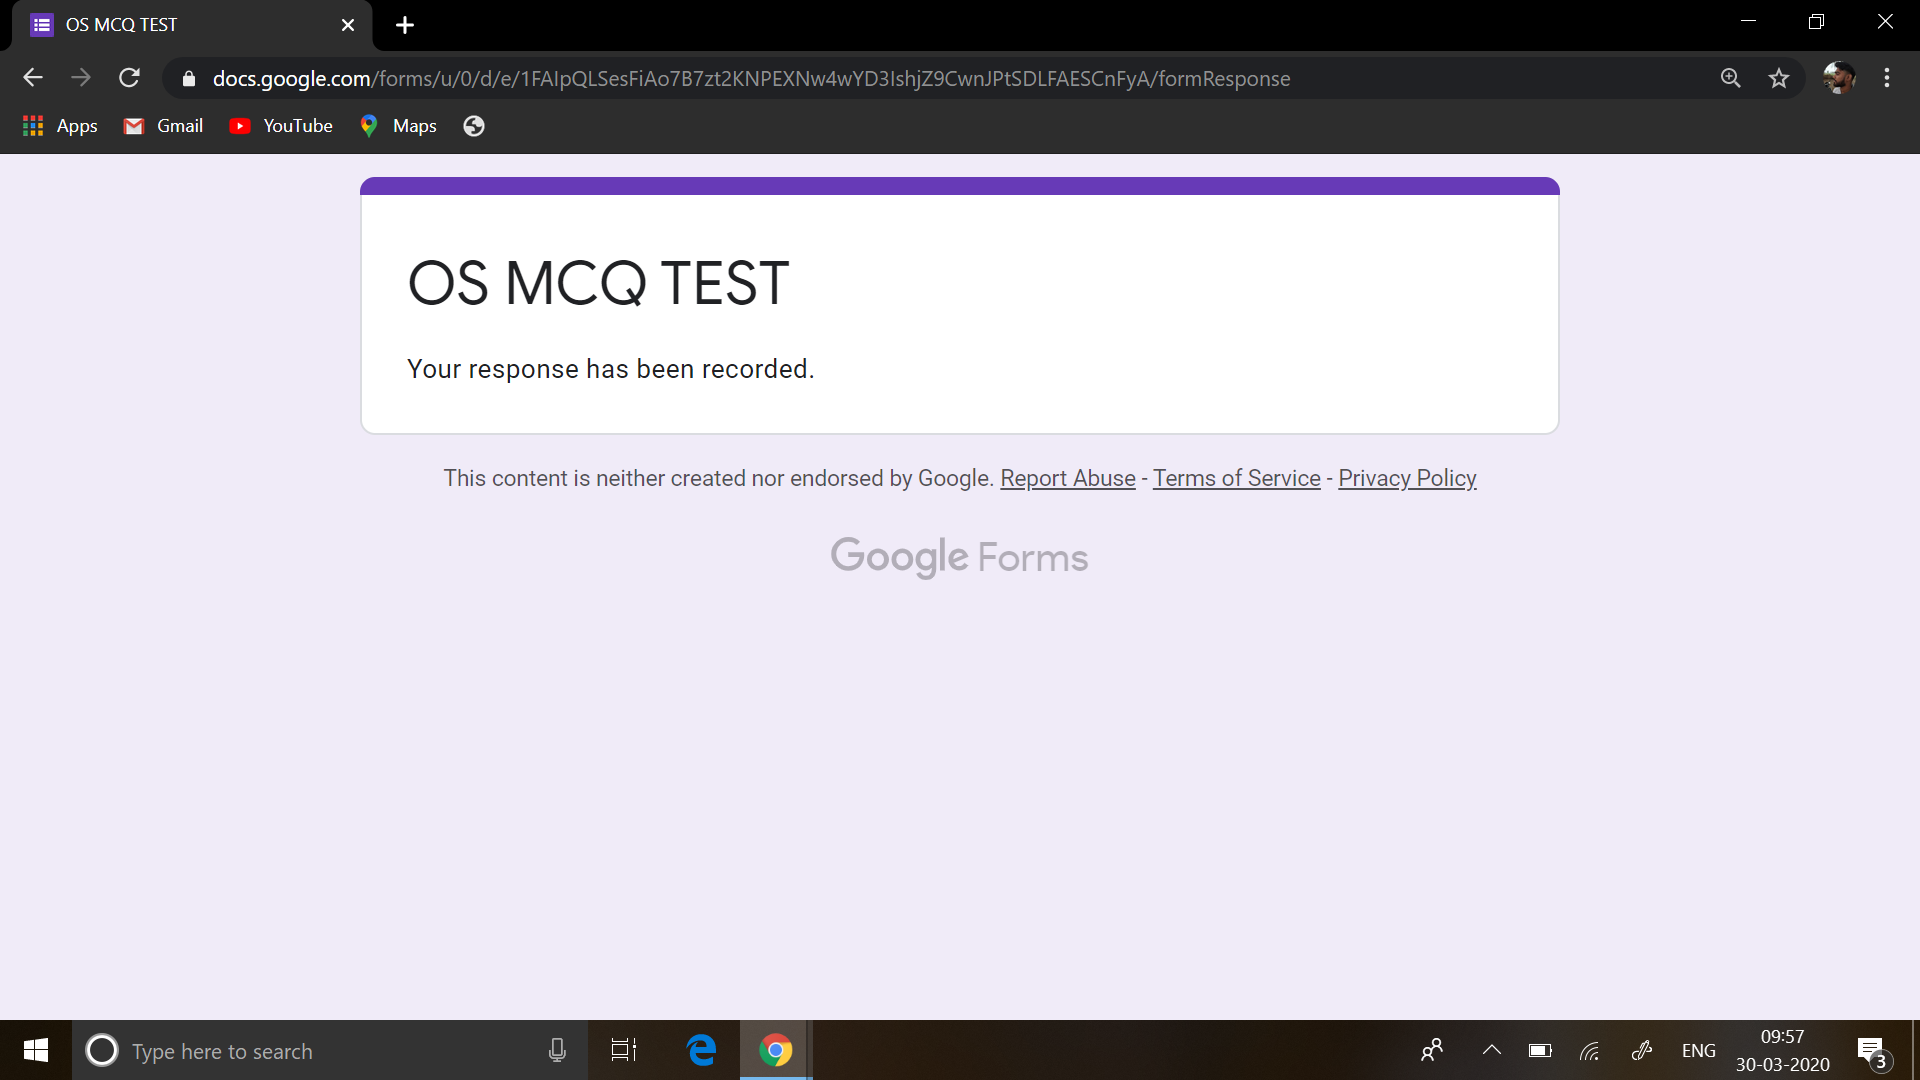 OS MCQ TEST
docs.google.com/forms/u/0/d/e/1FAIpQLSesFiAo7B7zt2KNPEXNw4wYD3IshjZ9CwnJPtSDLFAESCnFyA/formResponse
Apps Gmail YouTube Maps
OS MCQ TEST
Your response has been recorded.
This content is neither created nor endorsed by Google. Report Abuse - Terms of Service - Privacy Policy
Google Forms
Type here to search
ENG
09:57
30-03-2020
3